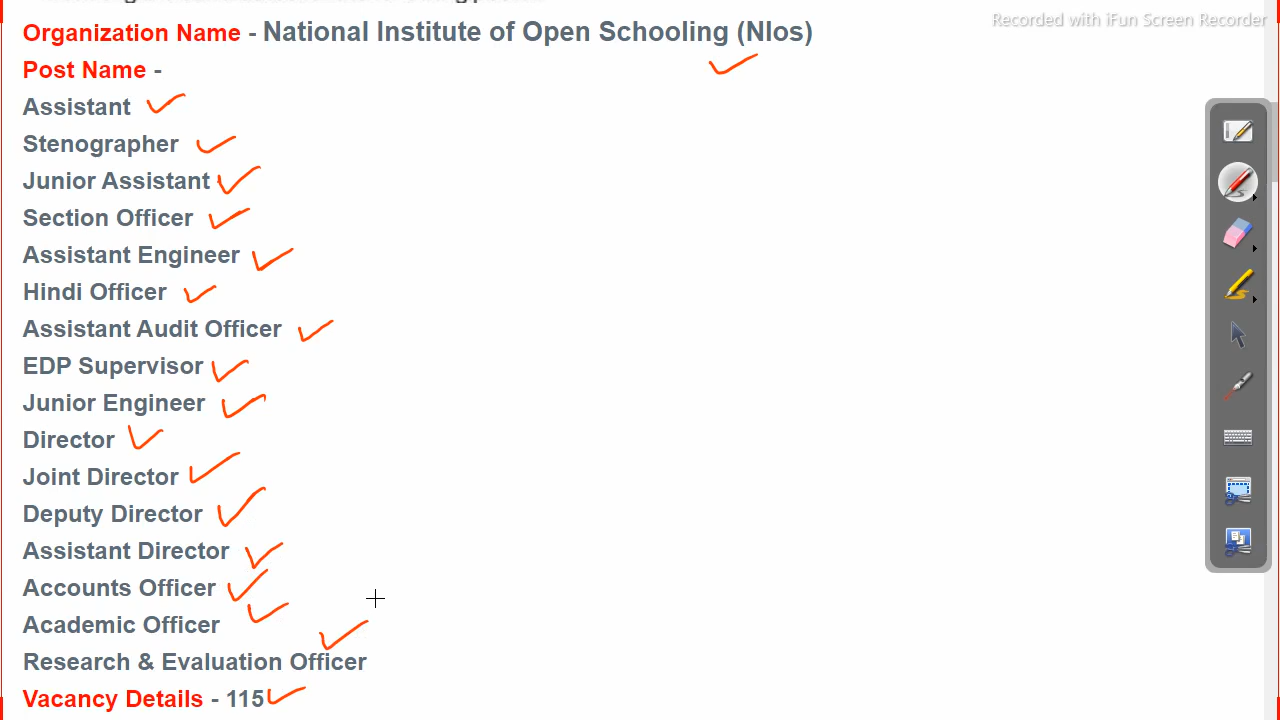 Recorded with iFun Screen Recorder
Organization Name - National Institute of Open Schooling (NIos)
Post Name -
Assistant
Stenographer
Junior Assistant
Section Officer
Assistant Engineer
Hindi Officer
Assistant Audit Officer
EDP Supervisor
Junior Engineer
Director
Joint Director
Deputy Director
Assistant Director
Accounts Officer
Academic Officer
Research & Evaluation Officer
Vacancy Details - 115